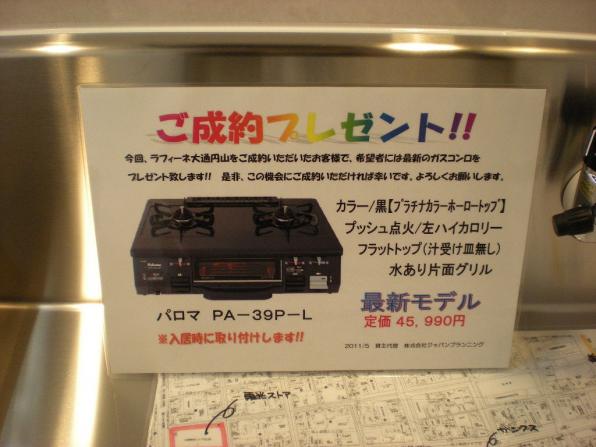 ご成約プレゼント!!
今回、ラフィーネ大通円山をご成約いただいたお客様で、希望者には最新のガスコンロを
プレゼント致します!! 是非、この機会にご成約いただければ幸いです。よろしくお願いします。
カラー/黒【プラチナカラーホーロートップ】
プッシュ点火/左ハイカロリー
フラットトップ(汁受け皿無し)
水あり片面グリル
パロマ PA-39P-L
最新モデル
定価 45,990円
※入居時に取り付けします!!
2011/5 貸主代理 株式会社ジャパンプランニング